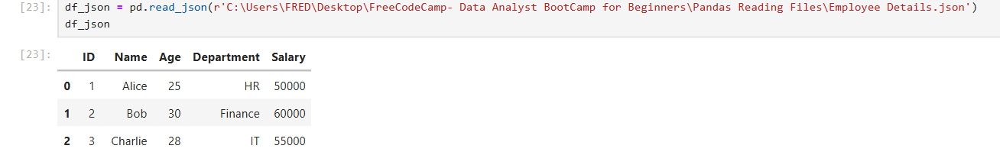 [23]: df_json = pd.read_json(r'C:\Users\FRED\Desktop\FreeCodeCamp- Data Analyst BootCamp for Beginners\Pandas Reading Files\Employee Details.json')
df_json
[23]:
ID Name Age Department Salary
0 1 Alice 25 HR 50000
1 2 Bob 30 Finance 60000
2 3 Charlie 28 IT 55000